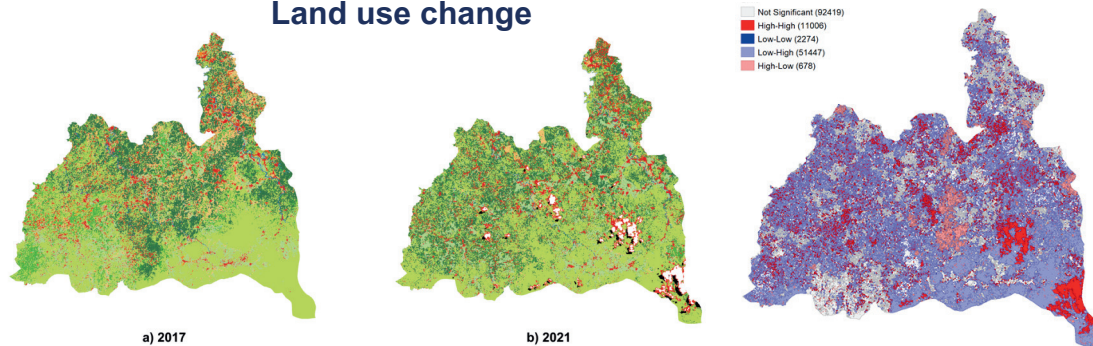 Land use change
Not Significant (92419)
High-High (11006)
Low-Low (2274)
Low-High (51447)
High-Low (678)
a) 2017
b) 2021